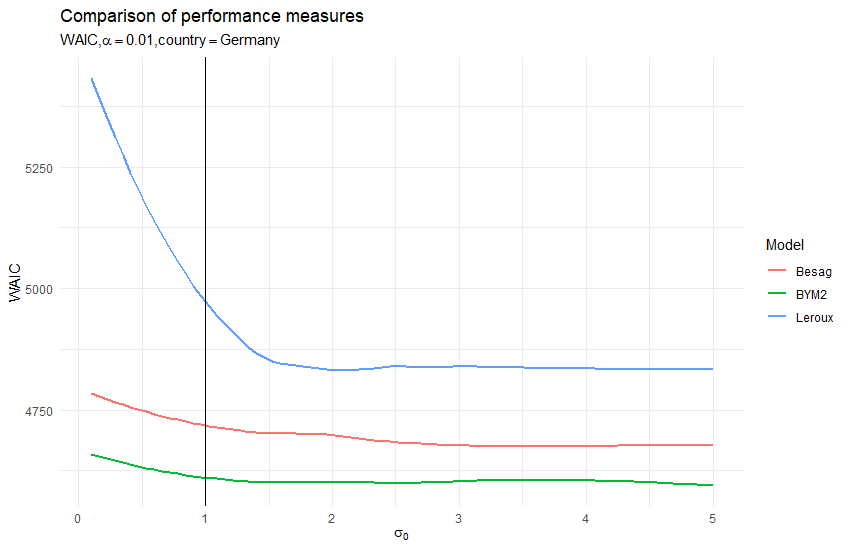 Comparison of performance measures
WAIC,α = 0.01,country = Germany
WAIC
5250
5000
4750
0 1 2 3 4 5
σ₀
Model
Besag
BYM2
Leroux